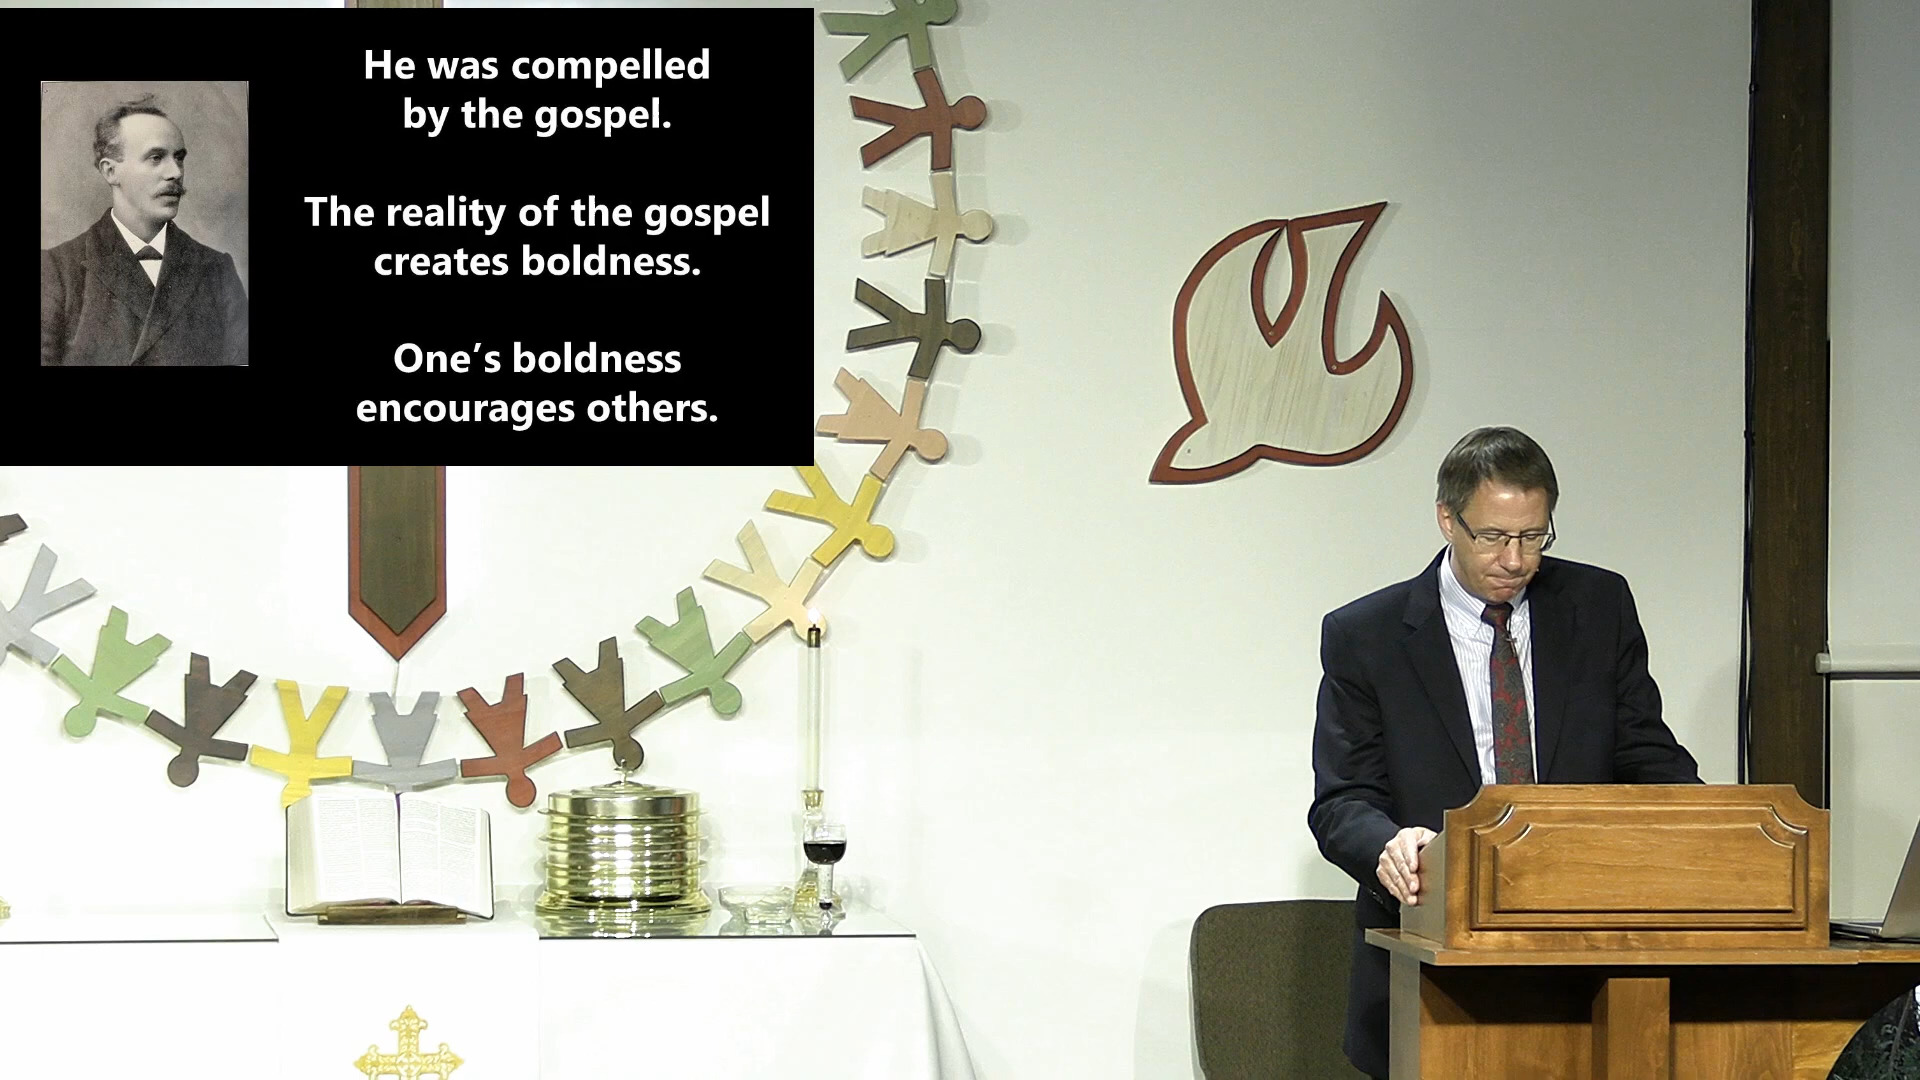 He was compelled
by the gospel.
The reality of the gospel
creates boldness.
One’s boldness
encourages others.